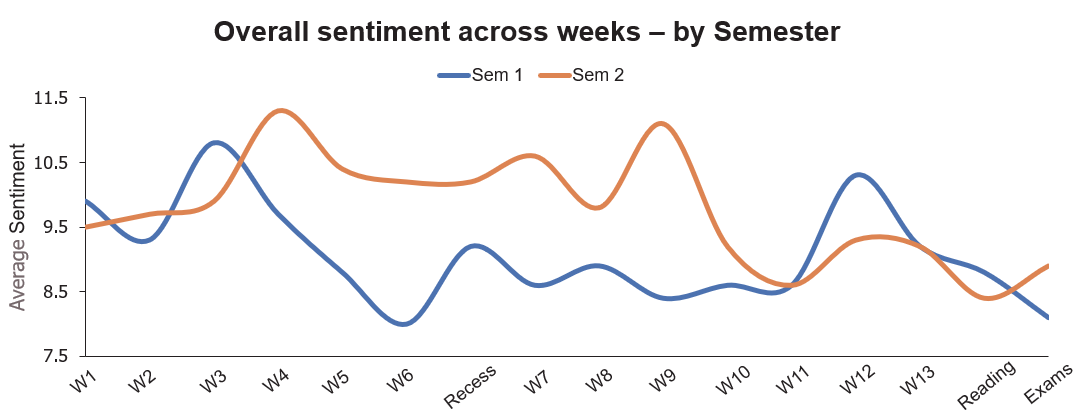 Overall sentiment across weeks – by Semester
Sem 1 Sem 2
11.5
10.5
9.5
8.5
7.5
Average Sentiment
W1 W2 W3 W4 W5 W6 Recess W7 W8 W9 W10 W11 W12 W13 Reading Exams